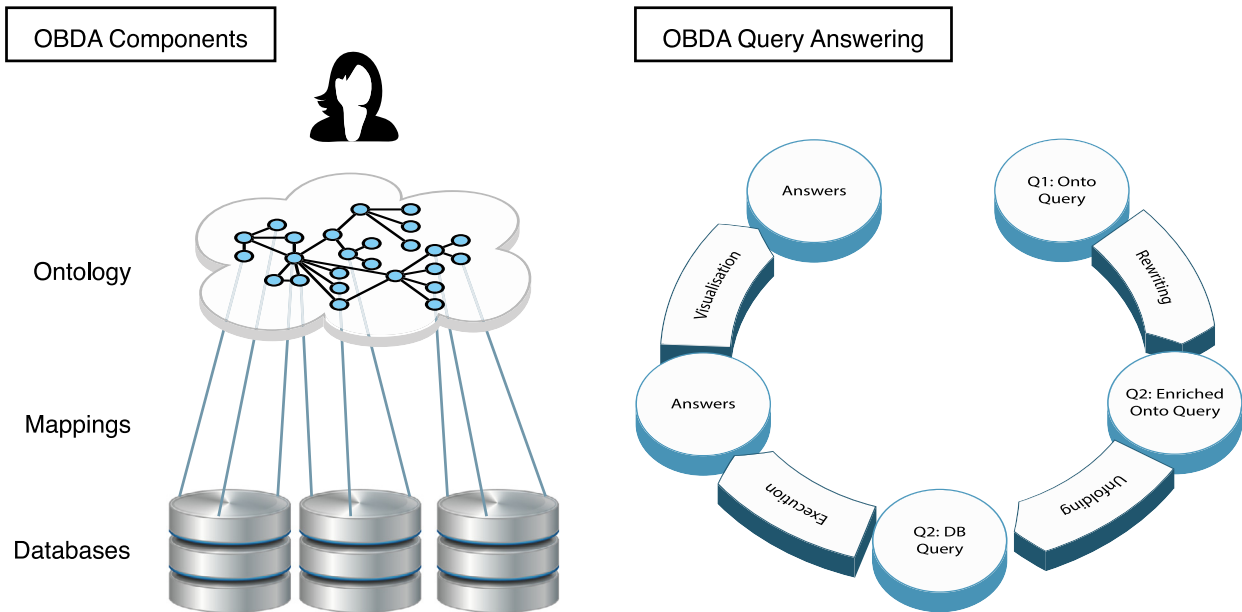 OBDA Components
Ontology
Mappings
Databases
OBDA Query Answering
Answers
Q1: Onto
Query
Visualisation
Rewriting
Answers
Q2: Enriched
Onto Query
Execution
Unfolding
Q2: DB
Query